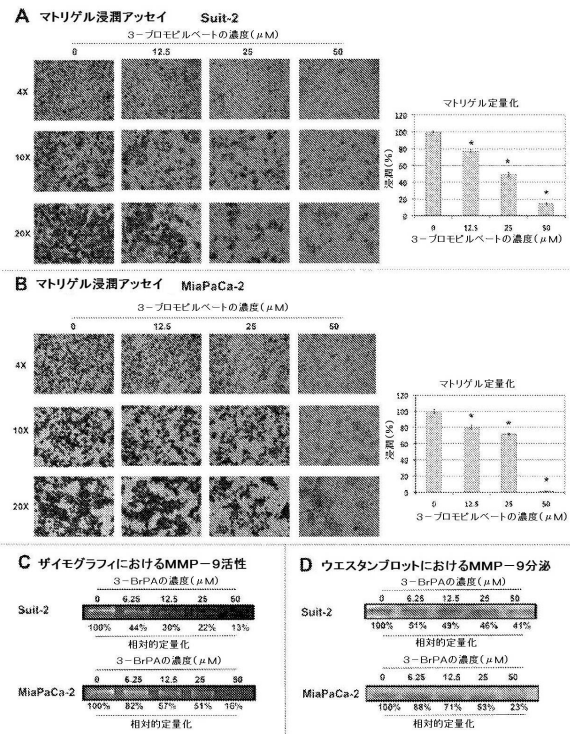 A マトリゲル浸潤アッセイ Suit-2
3-ブロモピルベートの濃度(μM)
0 12.5 25 50
4X
10X
20X
マトリゲル定量化
浸潤(%)
120
100
80
60
40
20
0
* * *
0 12.5 25 50
3-ブロモピルベートの濃度(μM)
B マトリゲル浸潤アッセイ MiaPaCa-2
3-ブロモピルベートの濃度(μM)
0 12.5 25 50
4X
10X
20X
マトリゲル定量化
浸潤(%)
120
100
80
60
40
20
0
* * *
0 12.5 25 50
3-ブロモピルベートの濃度(μM)
C ザイモグラフィにおけるMMP-9活性
3-BrPAの濃度(μM)
0 6.25 12.5 25 50
Suit-2
100% 44% 30% 22% 13%
相対的定量化
3-BrPAの濃度(μM)
0 6.25 12.5 25 50
MiaPaCa-2
100% 82% 57% 51% 16%
相対的定量化
D ウエスタンブロットにおけるMMP-9分泌
3-BrPAの濃度(μM)
0 6.25 12.5 25 50
Suit-2
100% 51% 49% 46% 41%
相対的定量化
3-BrPAの濃度(μM)
0 6.25 12.5 25 50
MiaPaCa-2
100% 88% 71% 53% 23%
相対的定量化